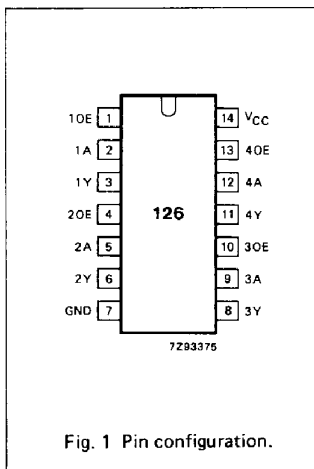 1OE 1 14 VCC
1A 2 13 4OE
1Y 3 12 4A
2OE 4 126 11 4Y
2A 5 10 3OE
2Y 6 9 3A
GND 7 8 3Y
7Z93375
Fig. 1 Pin configuration.